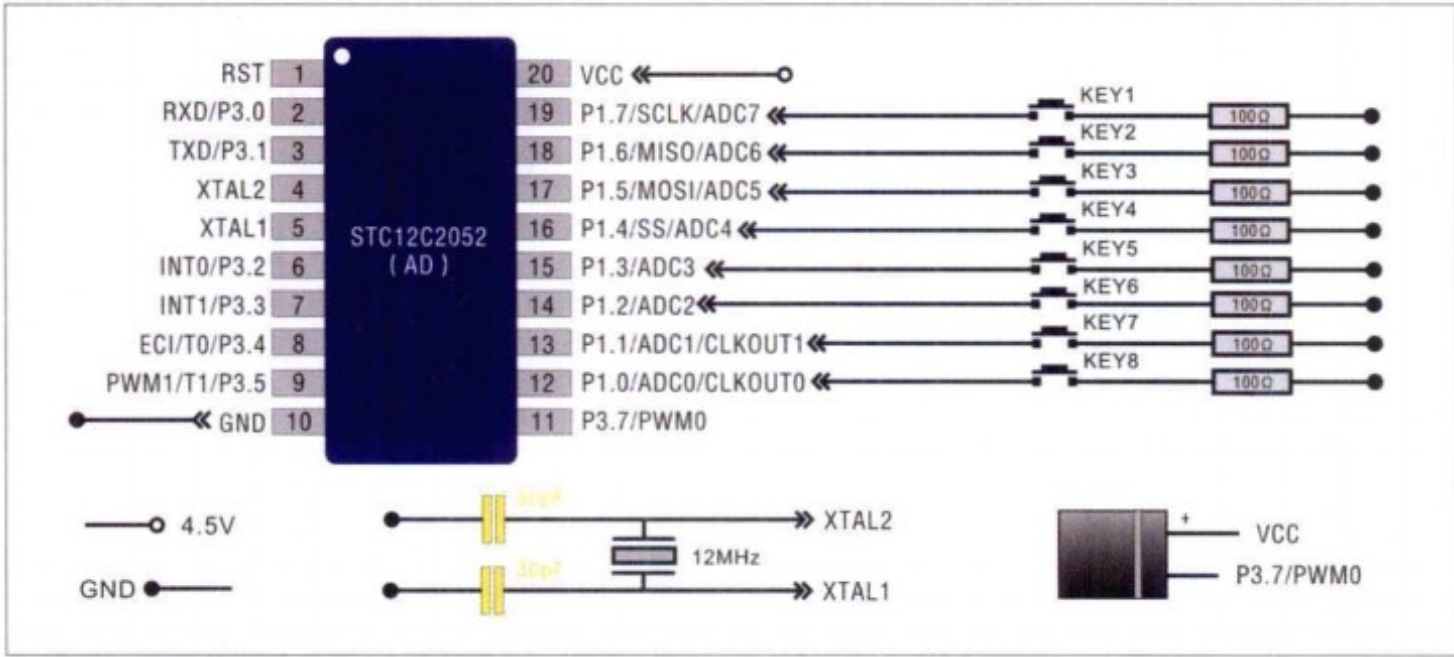 RST 1
RXD/P3.0 2
TXD/P3.1 3
XTAL2 4
XTAL1 5
INT0/P3.2 6
INT1/P3.3 7
ECI/T0/P3.4 8
PWM1/T1/P3.5 9
GND 10
STC12C2052
( AD )
20 VCC
19 P1.7/SCLK/ADC7 KEY1 100Ω
18 P1.6/MISO/ADC6 KEY2 100Ω
17 P1.5/MOSI/ADC5 KEY3 100Ω
16 P1.4/SS/ADC4 KEY4 100Ω
15 P1.3/ADC3 KEY5 100Ω
14 P1.2/ADC2 KEY6 100Ω
13 P1.1/ADC1/CLKOUT1 KEY7 100Ω
12 P1.0/ADC0/CLKOUT0 KEY8 100Ω
11 P3.7/PWM0
4.5V
GND
30pF
XTAL2
12MHz
30pF
XTAL1
+
VCC
P3.7/PWM0